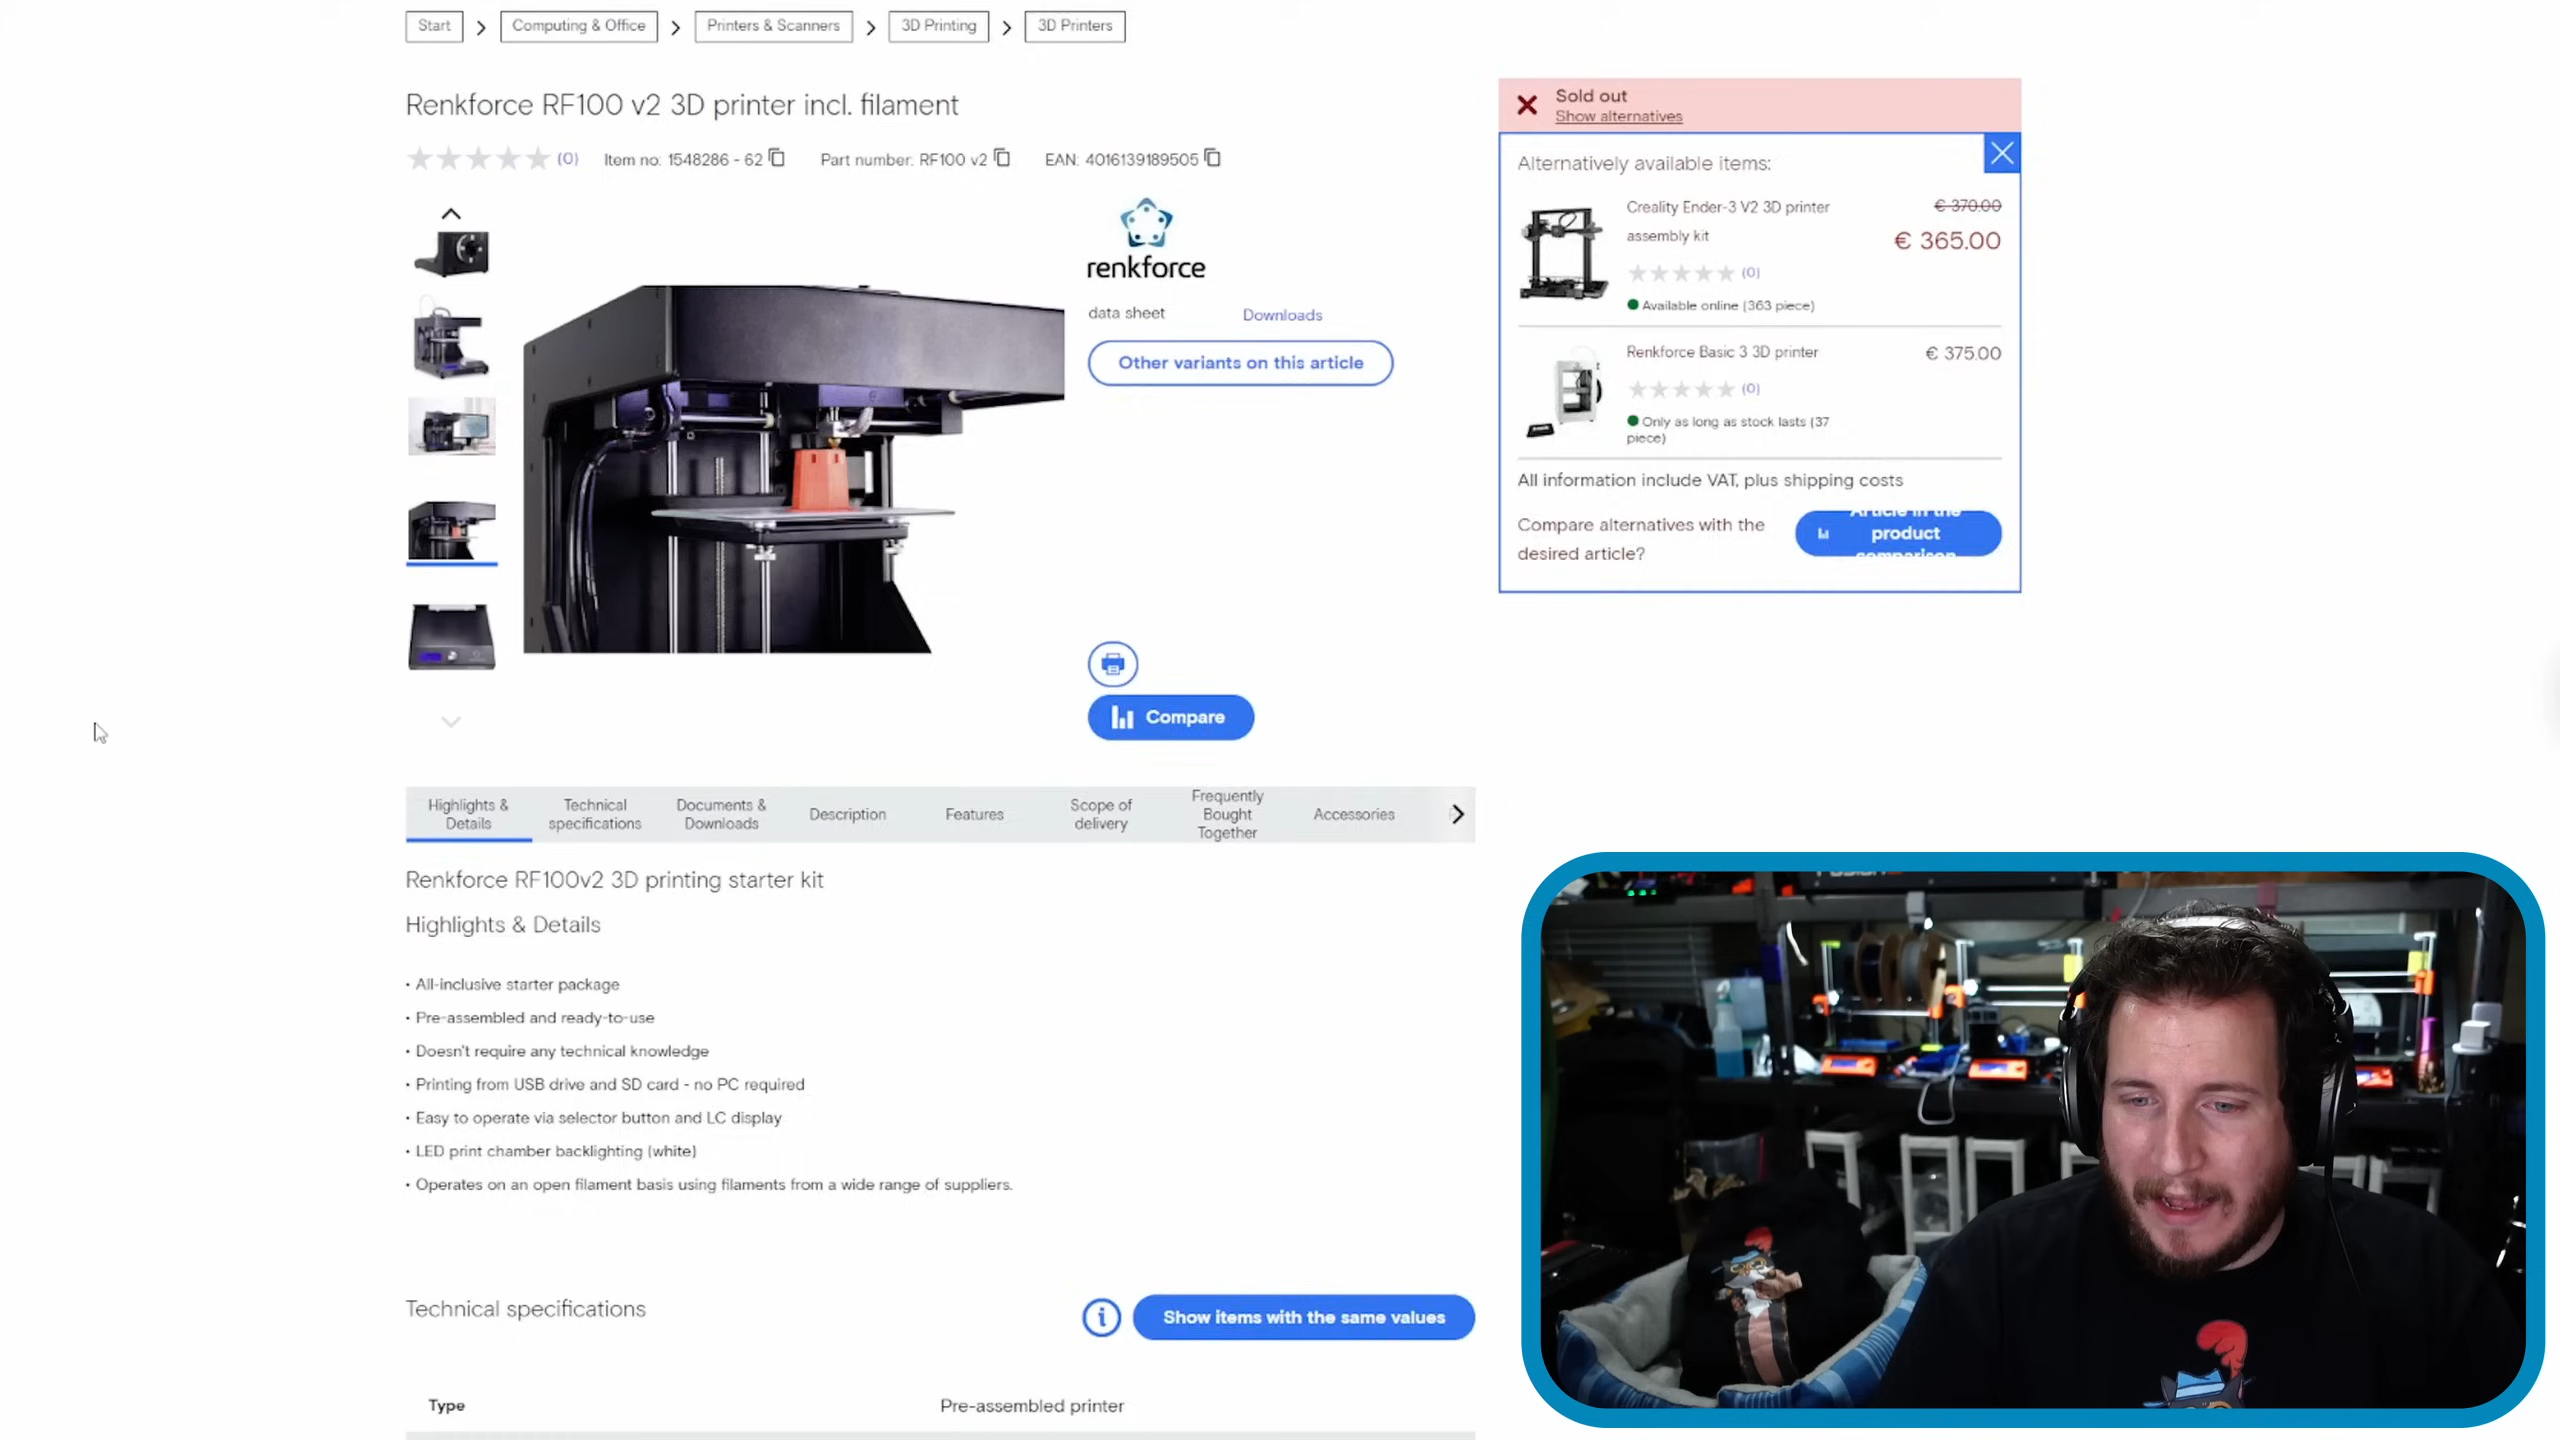 Start
Computing & Office
Printers & Scanners
3D Printing
3D Printers
Renkforce RF100 v2 3D printer incl. filament
(0)
Item no: 1548286 - 62
Part number: RF100 v2
EAN: 4016139189505
renkforce
data sheet
Downloads
Other variants on this article
Compare
Sold out
Show alternatives
Alternatively available items:
Creality Ender-3 V2 3D printer
assembly kit
€ 370.00
€ 365.00
(0)
Available online (363 piece)
Renkforce Basic 3 3D printer
€ 375.00
(0)
Only as long as stock lasts (37
piece)
All information include VAT, plus shipping costs
Compare alternatives with the
desired article?
Article in the
product
comparison
Highlights &
Details
Technical
specifications
Documents &
Downloads
Description
Features
Scope of
delivery
Frequently
Bought
Together
Accessories
Renkforce RF100v2 3D printing starter kit
Highlights & Details
• All-inclusive starter package
• Pre-assembled and ready-to-use
• Doesn't require any technical knowledge
• Printing from USB drive and SD card - no PC required
• Easy to operate via selector button and LC display
• LED print chamber backlighting (white)
• Operates on an open filament basis using filaments from a wide range of suppliers.
Technical specifications
i
Show items with the same values
Type
Pre-assembled printer